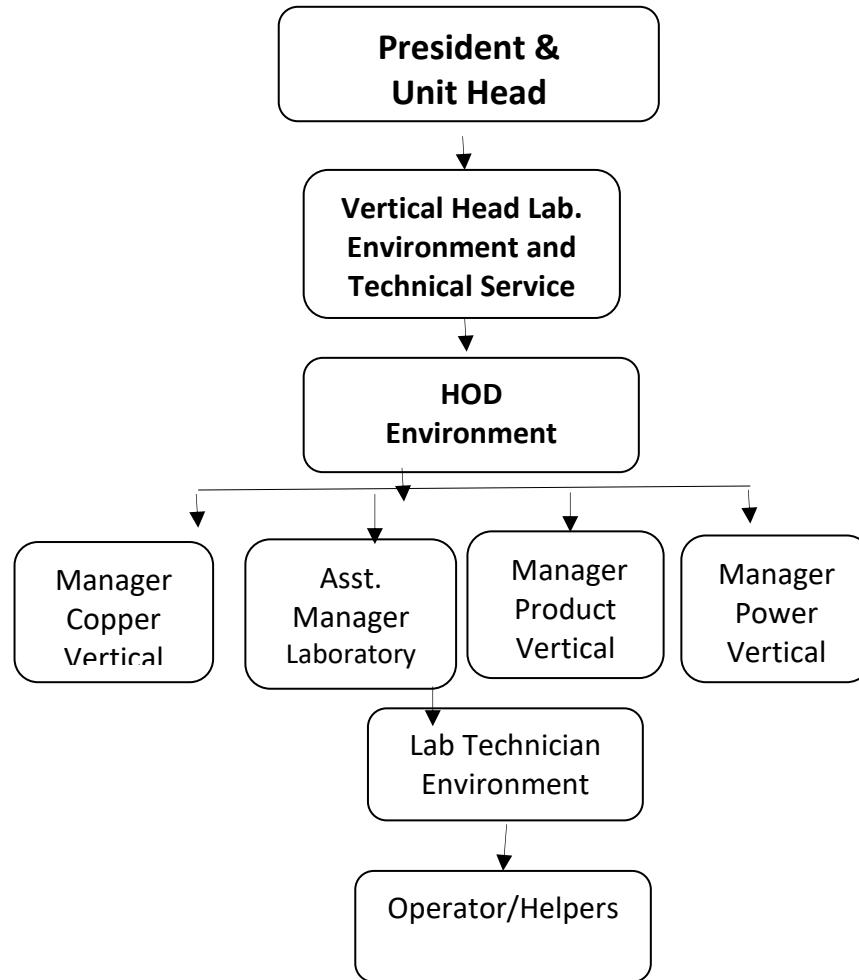 President &
Unit Head
Vertical Head Lab.
Environment and
Technical Service
HOD
Environment
Manager
Copper
Vertical
Asst.
Manager
Laboratory
Manager
Product
Vertical
Manager
Power
Vertical
Lab Technician
Environment
Operator/Helpers